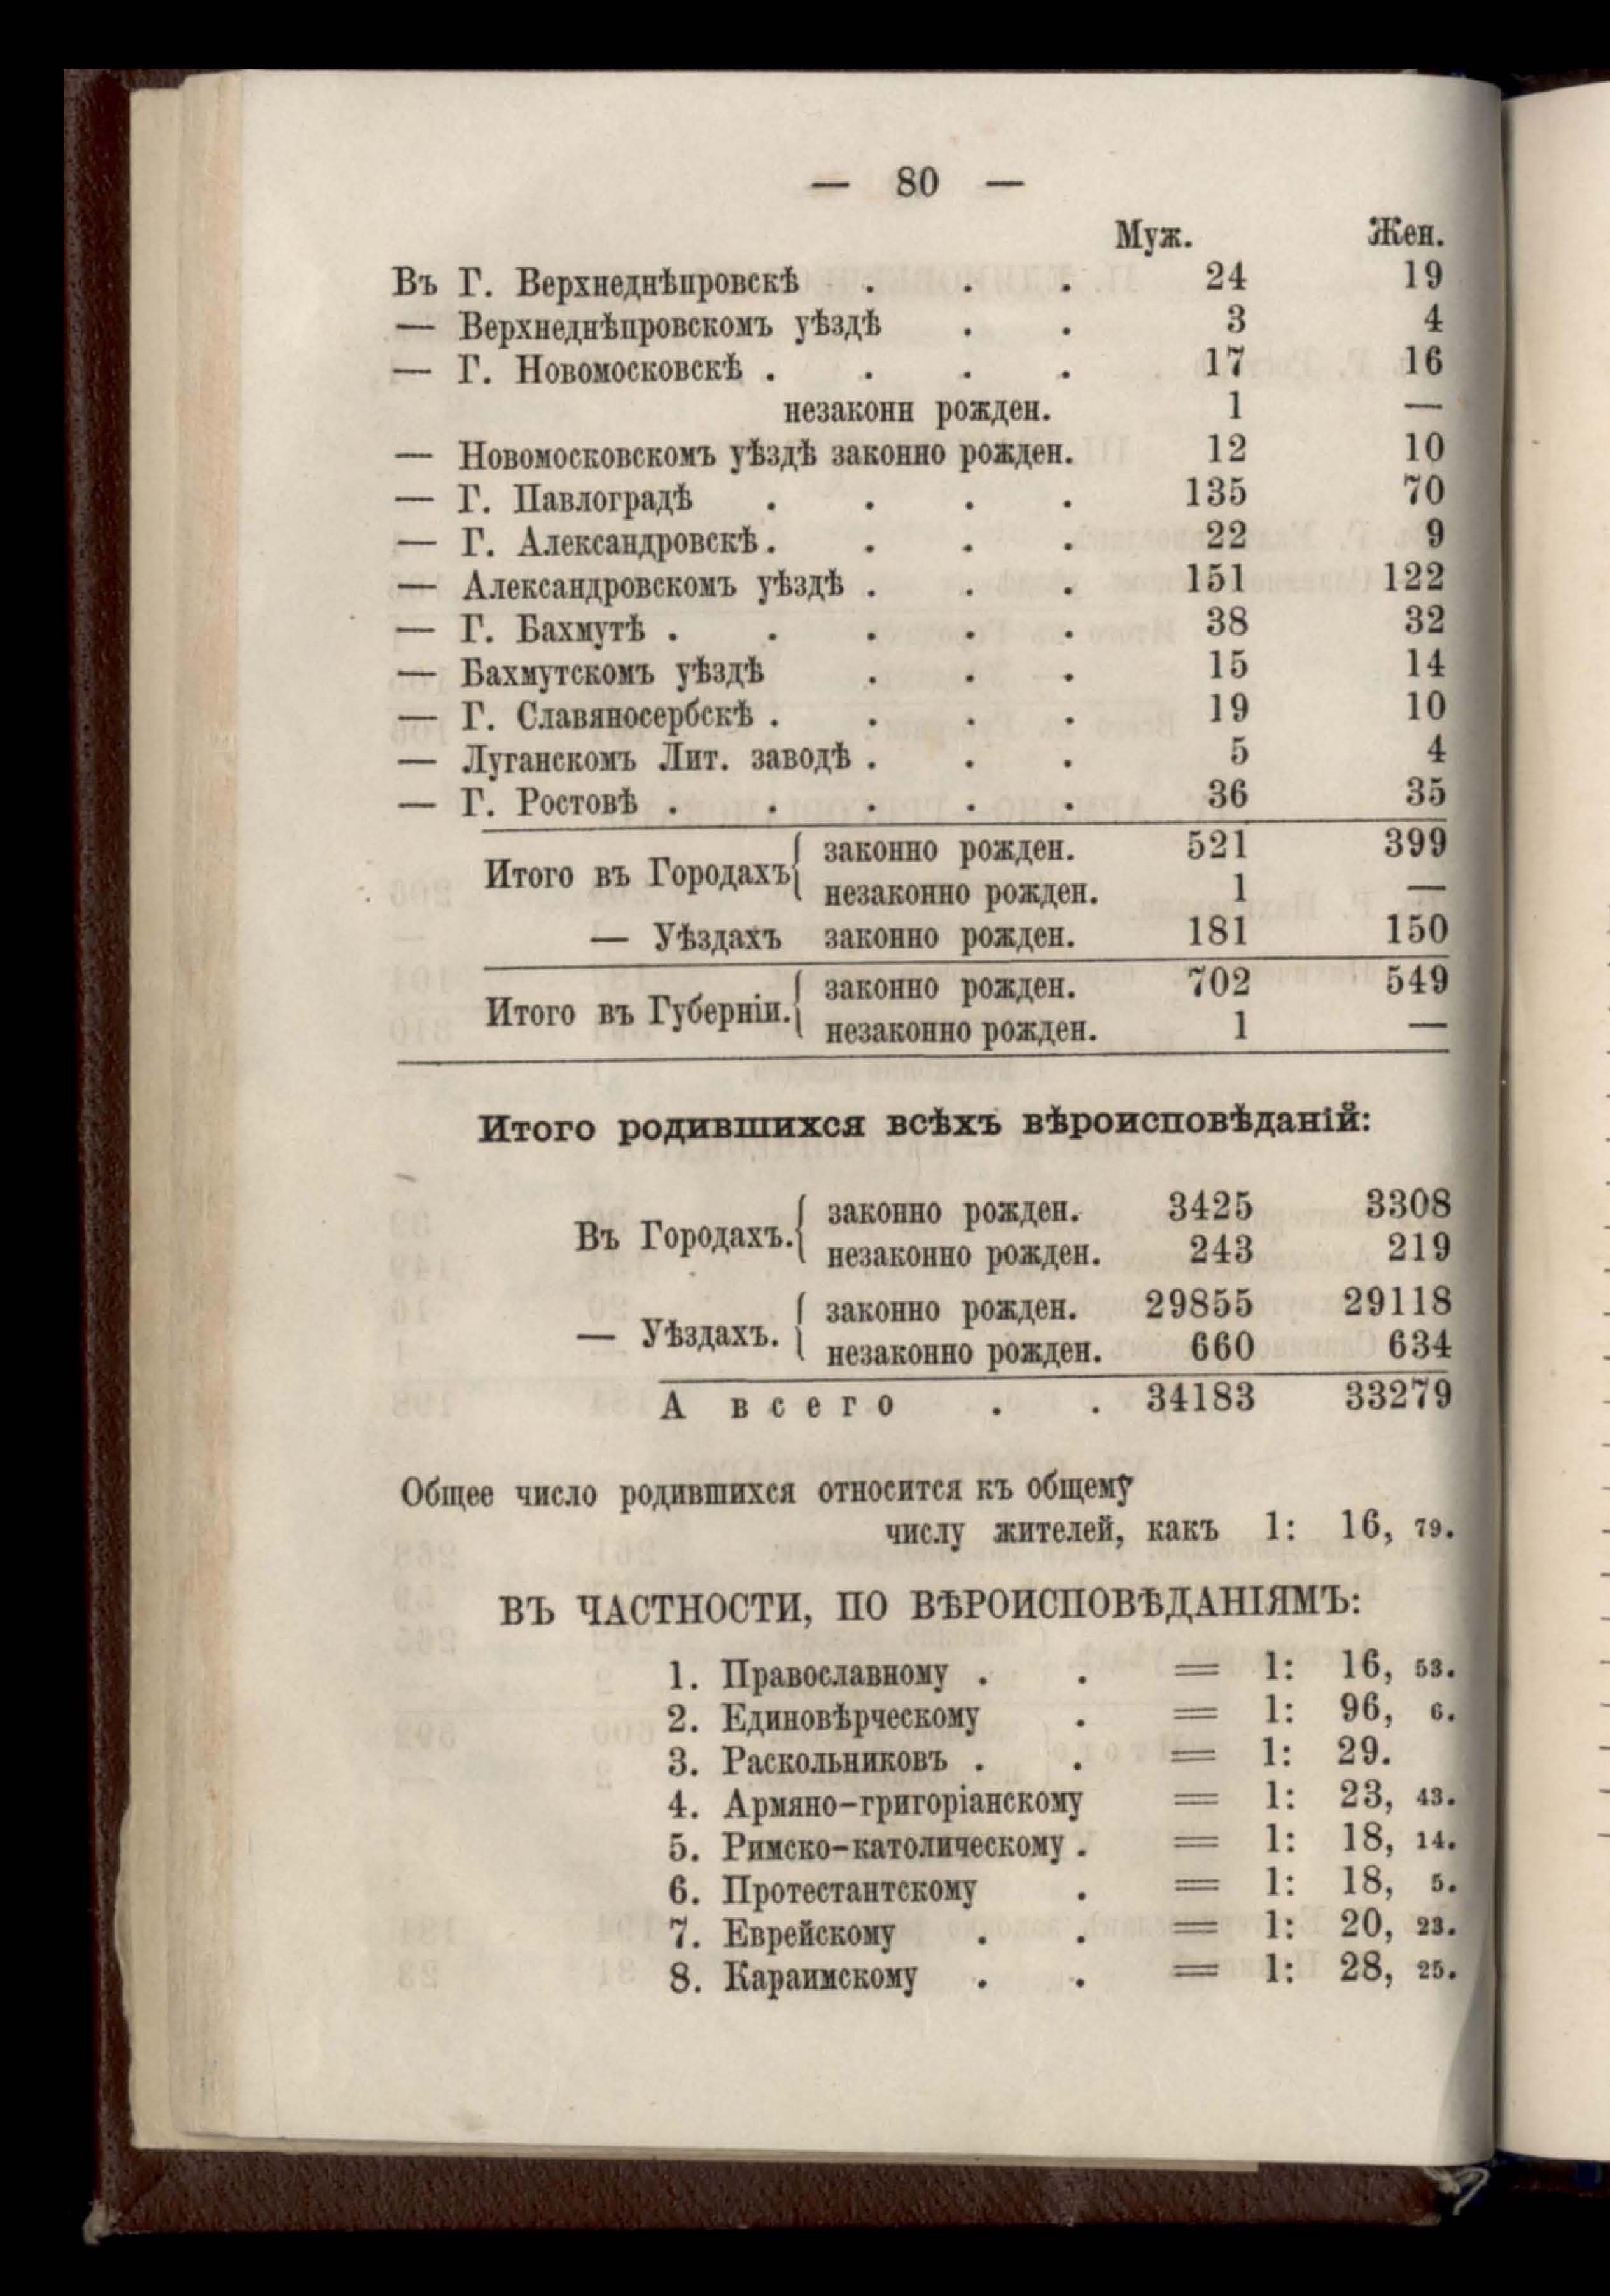 — 80 —
Муж. Жен.
Въ Г. Верхнеднѣпровскѣ . . . 24 19
— Верхнеднѣпровскомъ уѣздѣ . . 3 4
— Г. Новомосковскѣ . . . . 17 16
незаконн рожден. 1 —
— Новомосковскомъ уѣздѣ законно рожден. 12 10
— Г. Павлоградѣ . . . . 135 70
— Г. Александровскѣ . . . . 22 9
— Александровскомъ уѣздѣ . . . 151 122
— Г. Бахмутѣ . . . . . 38 32
— Бахмутскомъ уѣздѣ . . . 15 14
— Г. Славяносербскѣ . . . . 19 10
— Луганскомъ Лит. заводѣ . . . 5 4
— Г. Ростовѣ . . . . . 36 35
Итого въ Городахъ { законно рожден. 521 399
незаконно рожден. 1 —
— Уѣздахъ законно рожден. 181 150
Итого въ Губерніи. { законно рожден. 702 549
незаконно рожден. 1 —
Итого родившихся всѣхъ вѣроисповѣданій:
Въ Городахъ. { законно рожден. 3425 3308
незаконно рожден. 243 219
— Уѣздахъ. { законно рожден. 29855 29118
незаконно рожден. 660 634
А всего . . 34183 33279
Общее число родившихся относится къ общему
числу жителей, какъ 1: 16, 79.
ВЪ ЧАСТНОСТИ, ПО ВѢРОИСПОВѢДАНІЯМЪ:
1. Православному . . = 1: 16, 53.
2. Единовѣрческому . = 1: 96, 6.
3. Раскольниковъ . . = 1: 29.
4. Армяно-григоріанскому = 1: 23, 43.
5. Римско-католическому . = 1: 18, 14.
6. Протестантскому . = 1: 18, 5.
7. Еврейскому . . = 1: 20, 23.
8. Караимскому . . = 1: 28, 25.